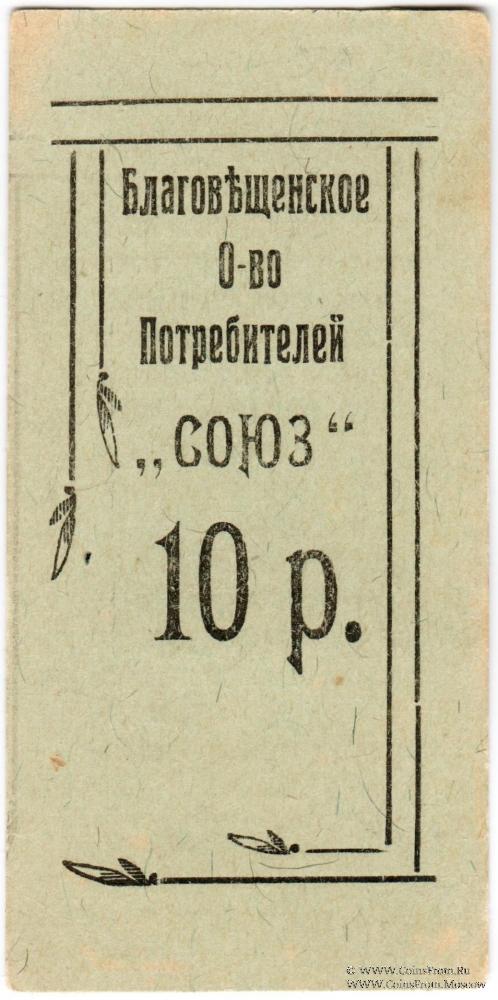 Благовѣщенское
О-во
Потребителей
„СОЮЗ“
10 р.
© www.CoinsFrom.Ru
www.CoinsFrom.Moscow